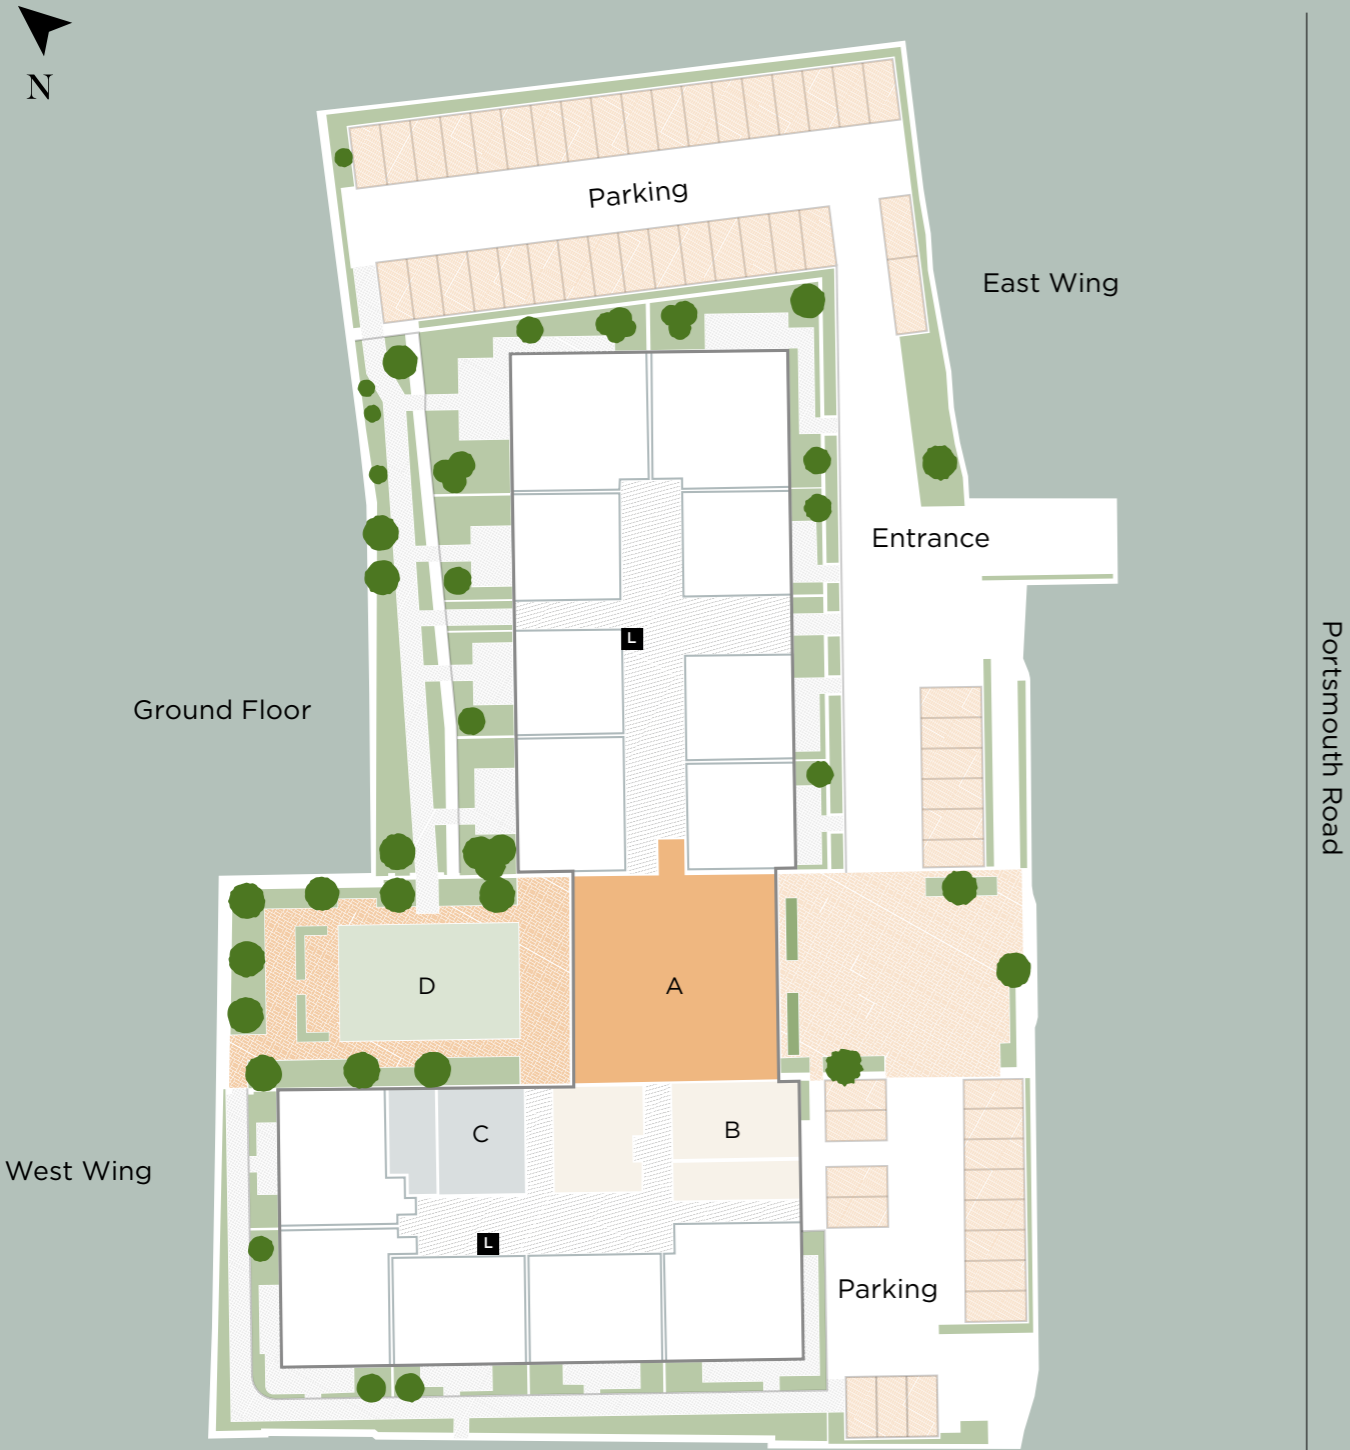 N
Parking
East Wing
Entrance
L
Portsmouth Road
Ground Floor
D
A
C
B
West Wing
L
Parking